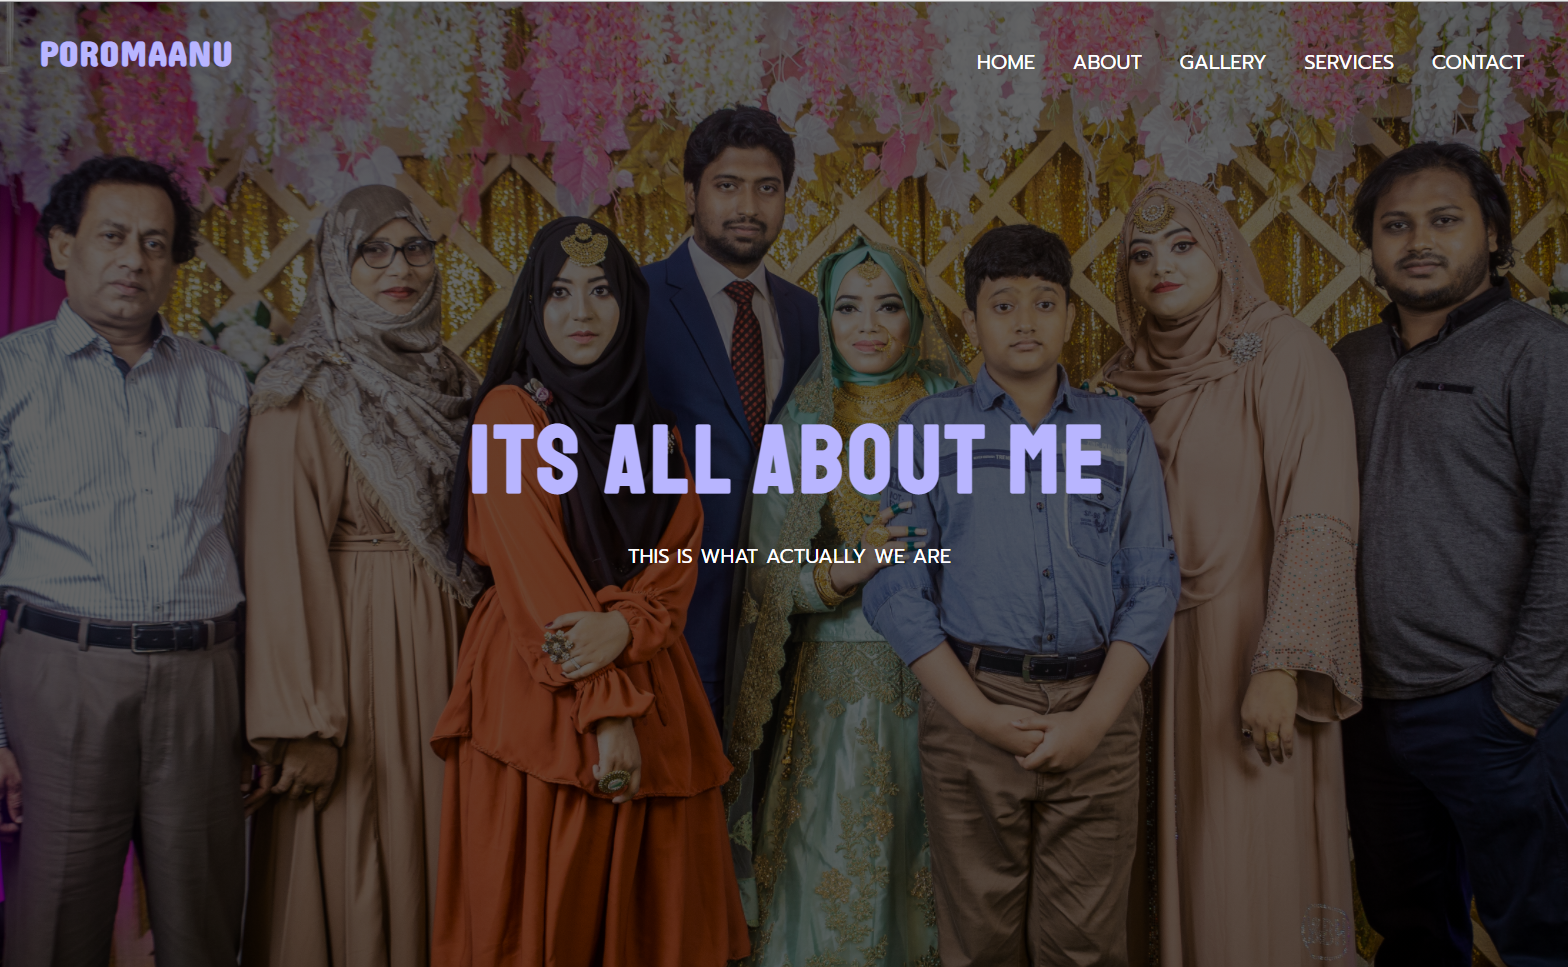 POROMAANU
HOME ABOUT GALLERY SERVICES CONTACT
ITS ALL ABOUT ME
THIS IS WHAT ACTUALLY WE ARE